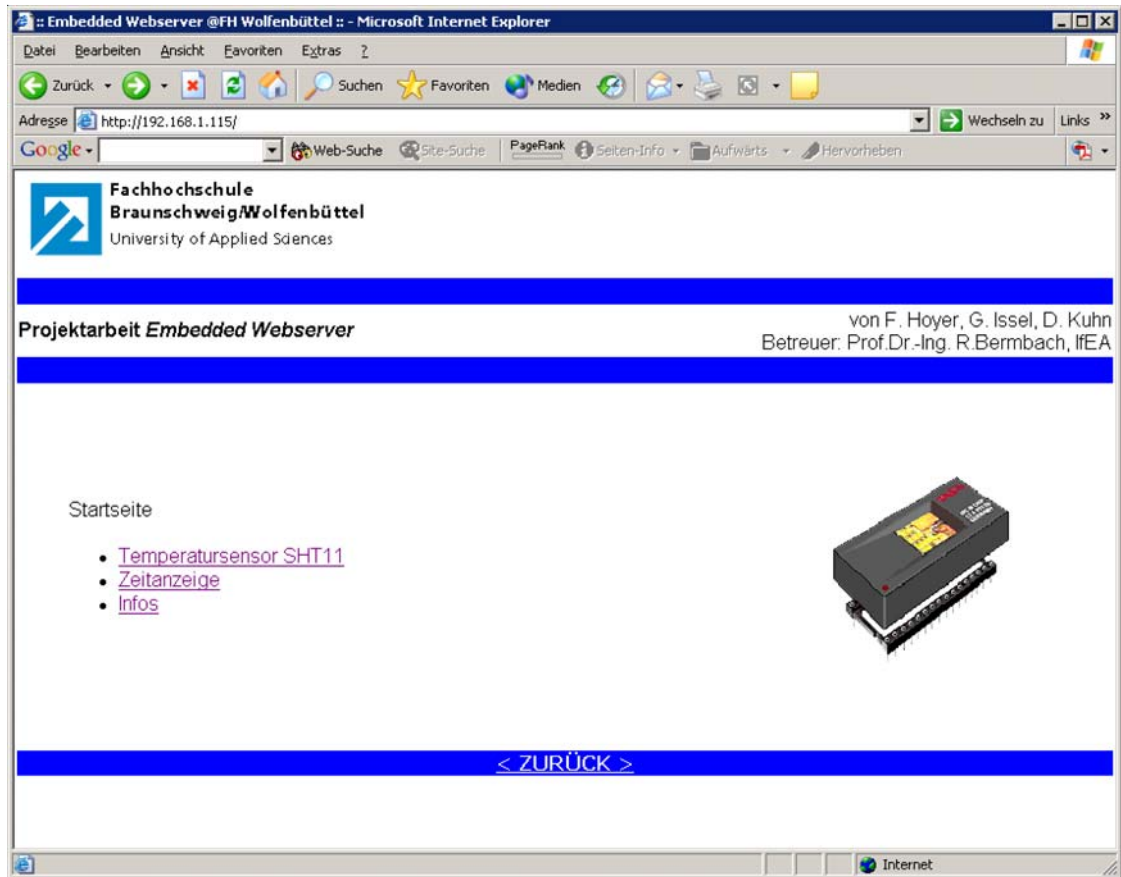 :: Embedded Webserver @FH Wolfenbüttel :: - Microsoft Internet Explorer
Datei Bearbeiten Ansicht Favoriten Extras ?
Zurück Suchen Favoriten Medien
Adresse http://192.168.1.115/ Wechseln zu Links »
Google Web-Suche Site-Suche PageRank Seiten-Info Aufwärts Hervorheben
Fachhochschule
Braunschweig/Wolfenbüttel
University of Applied Sciences
Projektarbeit Embedded Webserver
von F. Hoyer, G. Issel, D. Kuhn
Betreuer: Prof.Dr.-Ing. R.Bermbach, IfEA
Startseite
• Temperatursensor SHT11
• Zeitanzeige
• Infos
< ZURÜCK >
Internet